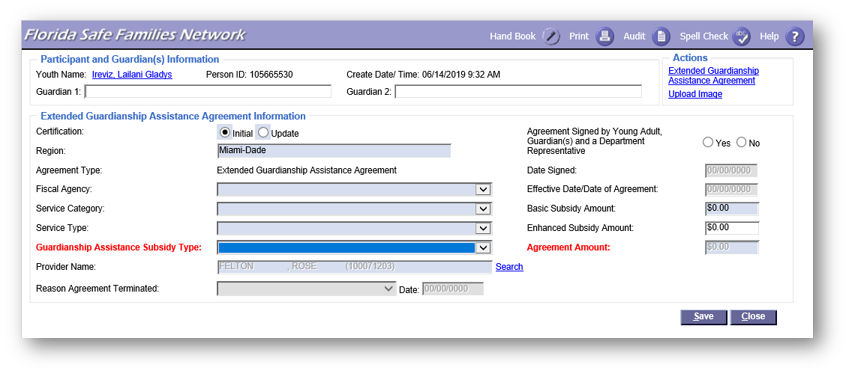 Florida Safe Families Network
Hand Book Print Audit Spell Check Help ?
Participant and Guardian(s) Information
Youth Name: Ireviz, Lailani Gladys Person ID: 105665530 Create Date/ Time: 06/14/2019 9:32 AM
Guardian 1: Guardian 2:
Actions
Extended Guardianship
Assistance Agreement
Upload Image
Extended Guardianship Assistance Agreement Information
Certification: Initial Update
Region: Miami-Dade
Agreement Type: Extended Guardianship Assistance Agreement
Fiscal Agency:
Service Category:
Service Type:
Guardianship Assistance Subsidy Type:
Provider Name: FELTON , ROSE (100071203) Search
Reason Agreement Terminated: Date: 00/00/0000
Agreement Signed by Young Adult,
Guardian(s) and a Department
Representative
Yes No
Date Signed: 00/00/0000
Effective Date/Date of Agreement: 00/00/0000
Basic Subsidy Amount: $0.00
Enhanced Subsidy Amount: $0.00
Agreement Amount: $0.00
Save Close